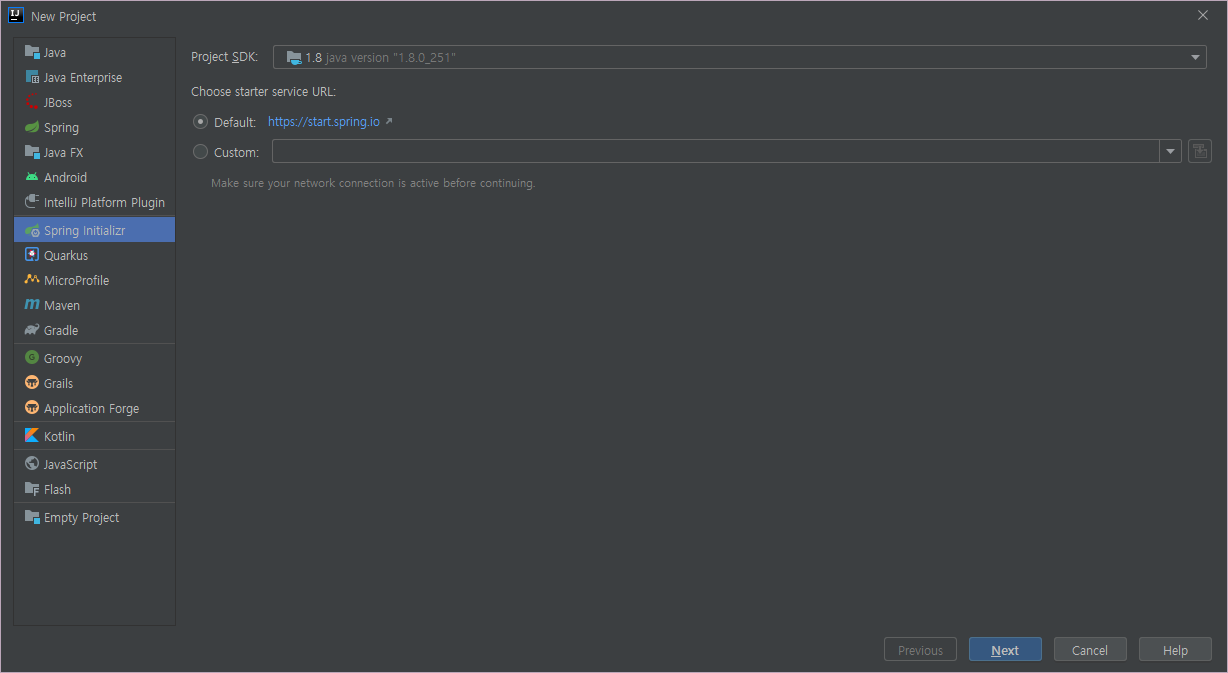 New Project
Java
Java Enterprise
JBoss
Spring
Java FX
Android
IntelliJ Platform Plugin
Spring Initializr
Quarkus
MicroProfile
Maven
Gradle
Groovy
Grails
Application Forge
Kotlin
JavaScript
Flash
Empty Project
Project SDK: 1.8 java version "1.8.0_251"
Choose starter service URL:
Default: https://start.spring.io
Custom:
Make sure your network connection is active before continuing.
Previous Next Cancel Help